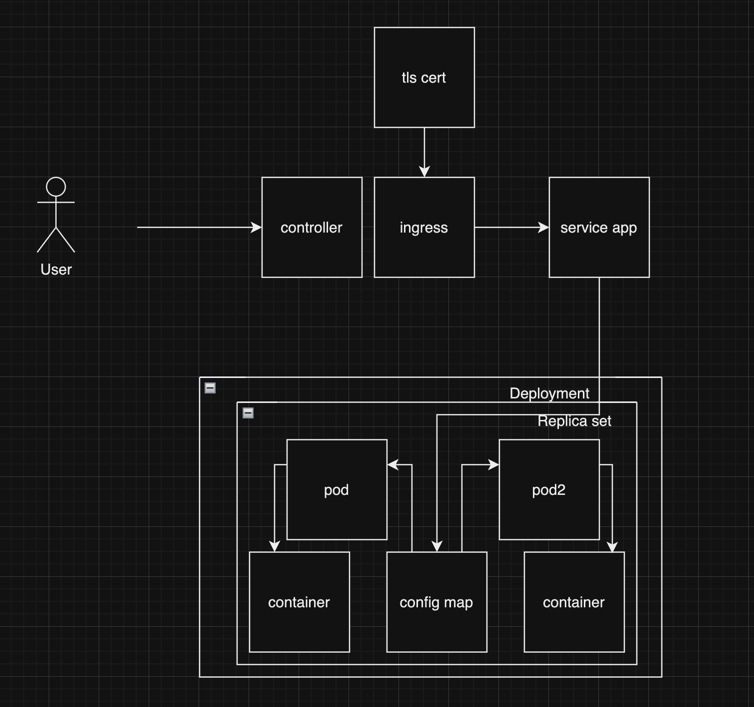 tls cert
controller
ingress
service app
User
Deployment
Replica set
pod
pod2
container
config map
container